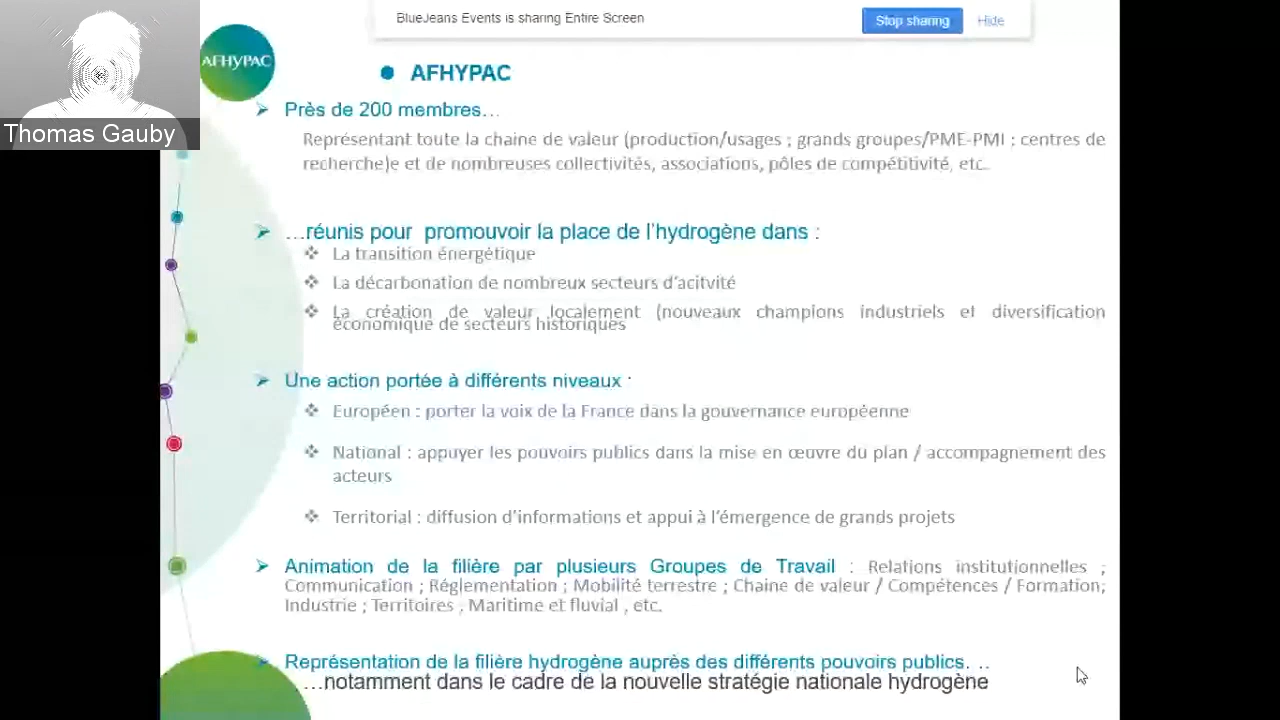 BlueJeans Events is sharing Entire Screen
Stop sharing
Hide
AFHYPAC
Thomas Gauby
AFHYPAC
Près de 200 membres…
Représentant toute la chaine de valeur (production/usages ; grands groupes/PME-PMI ; centres de
recherche)e et de nombreuses collectivités, associations, pôles de compétitivité, etc.
…réunis pour promouvoir la place de l'hydrogène dans :
La transition énergétique
La décarbonation de nombreux secteurs d'acitvité
La création de valeur localement (nouveaux champions industriels et diversification
économique de secteurs historiques
Une action portée à différents niveaux :
Européen : porter la voix de la France dans la gouvernance européenne
National : appuyer les pouvoirs publics dans la mise en œuvre du plan / accompagnement des
acteurs
Territorial : diffusion d'informations et appui à l'émergence de grands projets
Animation de la filière par plusieurs Groupes de Travail : Relations institutionnelles ;
Communication ; Réglementation ; Mobilité terrestre ; Chaine de valeur / Compétences / Formation;
Industrie ; Territoires , Maritime et fluvial , etc.
Représentation de la filière hydrogène auprès des différents pouvoirs publics. ..
…notamment dans le cadre de la nouvelle stratégie nationale hydrogène